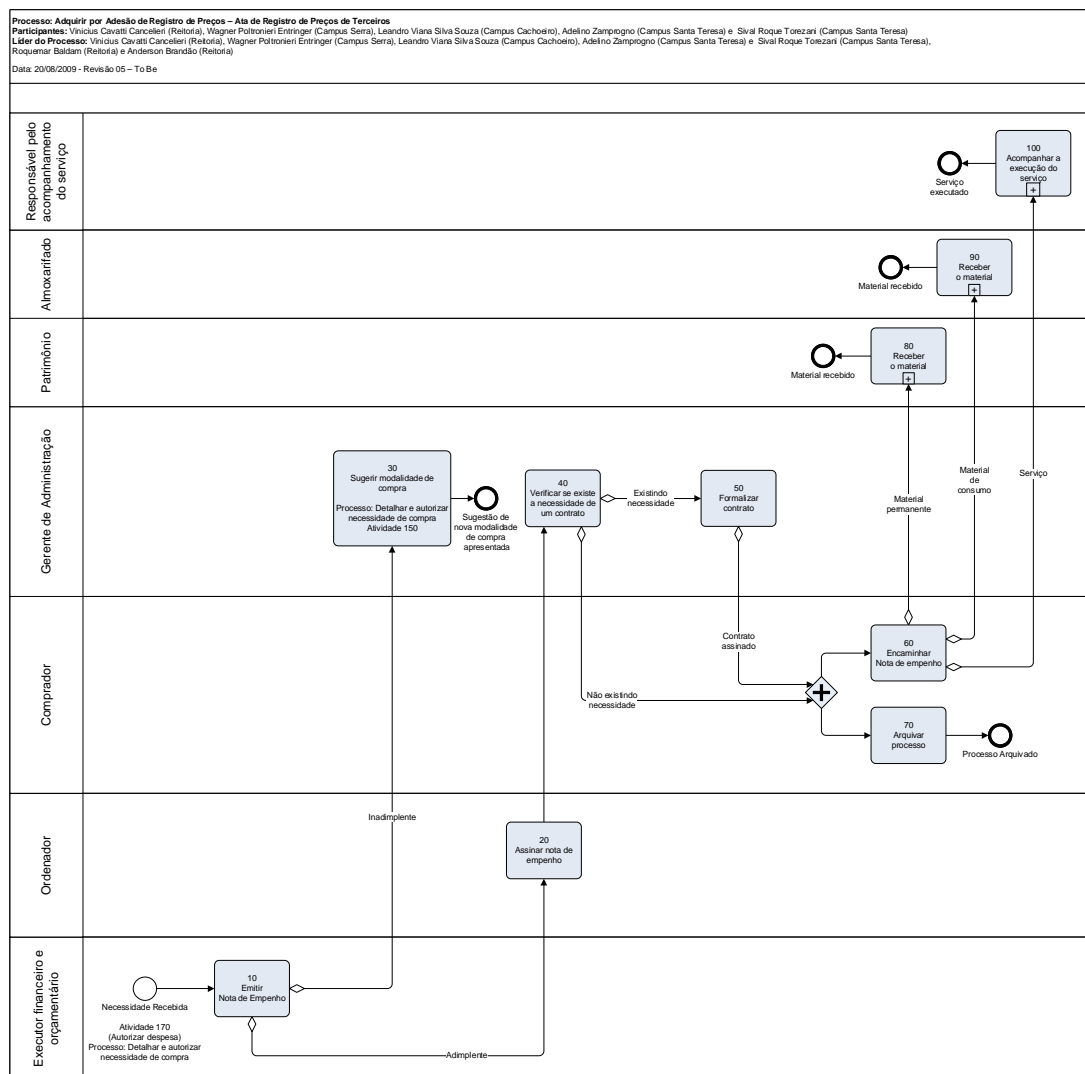 Processo: Adquirir por Adesão de Registro de Preços – Ata de Registro de Preços de Terceiros
Participantes: Vinicius Cavatti Cancelieri (Reitoria), Wagner Poltronieri Entringer (Campus Serra), Leandro Viana Silva Souza (Campus Cachoeiro), Adelino Zamprogno (Campus Santa Teresa) e Sival Roque Torezani (Campus Santa Teresa)
Líder do Processo: Vinicius Cavatti Cancelieri (Reitoria), Wagner Poltronieri Entringer (Campus Serra), Leandro Viana Silva Souza (Campus Cachoeiro), Adelino Zamprogno (Campus Santa Teresa) e Sival Roque Torezani (Campus Santa Teresa),
Roquemar Baldam (Reitoria) e Anderson Brandão (Reitoria)
Data: 20/08/2009 - Revisão 05 – To Be
Responsável pelo
acompanhamento
do serviço
100
Acompanhar a
execução do
serviço
Serviço
executado
Almoxarifado
90
Receber
o material
Material recebido
Patrimônio
80
Receber
o material
Material recebido
Gerente de Administração
30
Sugerir modalidade de
compra
Processo: Detalhar e autorizar
necessidade de compra
Atividade 150
Sugestão de
nova modalidade
de compra
apresentada
40
Verificar se existe
a necessidade de
um contrato
Existindo
necessidade
50
Formalizar
contrato
Material
permanente
Material
de
consumo
Serviço
Comprador
Contrato
assinado
Não existindo
necessidade
60
Encaminhar
Nota de empenho
70
Arquivar
processo
Processo Arquivado
Ordenador
Inadimplente
20
Assinar nota de
empenho
Executor financeiro e
orçamentário
Necessidade Recebida
Atividade 170
(Autorizar despesa)
Processo: Detalhar e autorizar
necessidade de compra
10
Emitir
Nota de Empenho
Adimplente